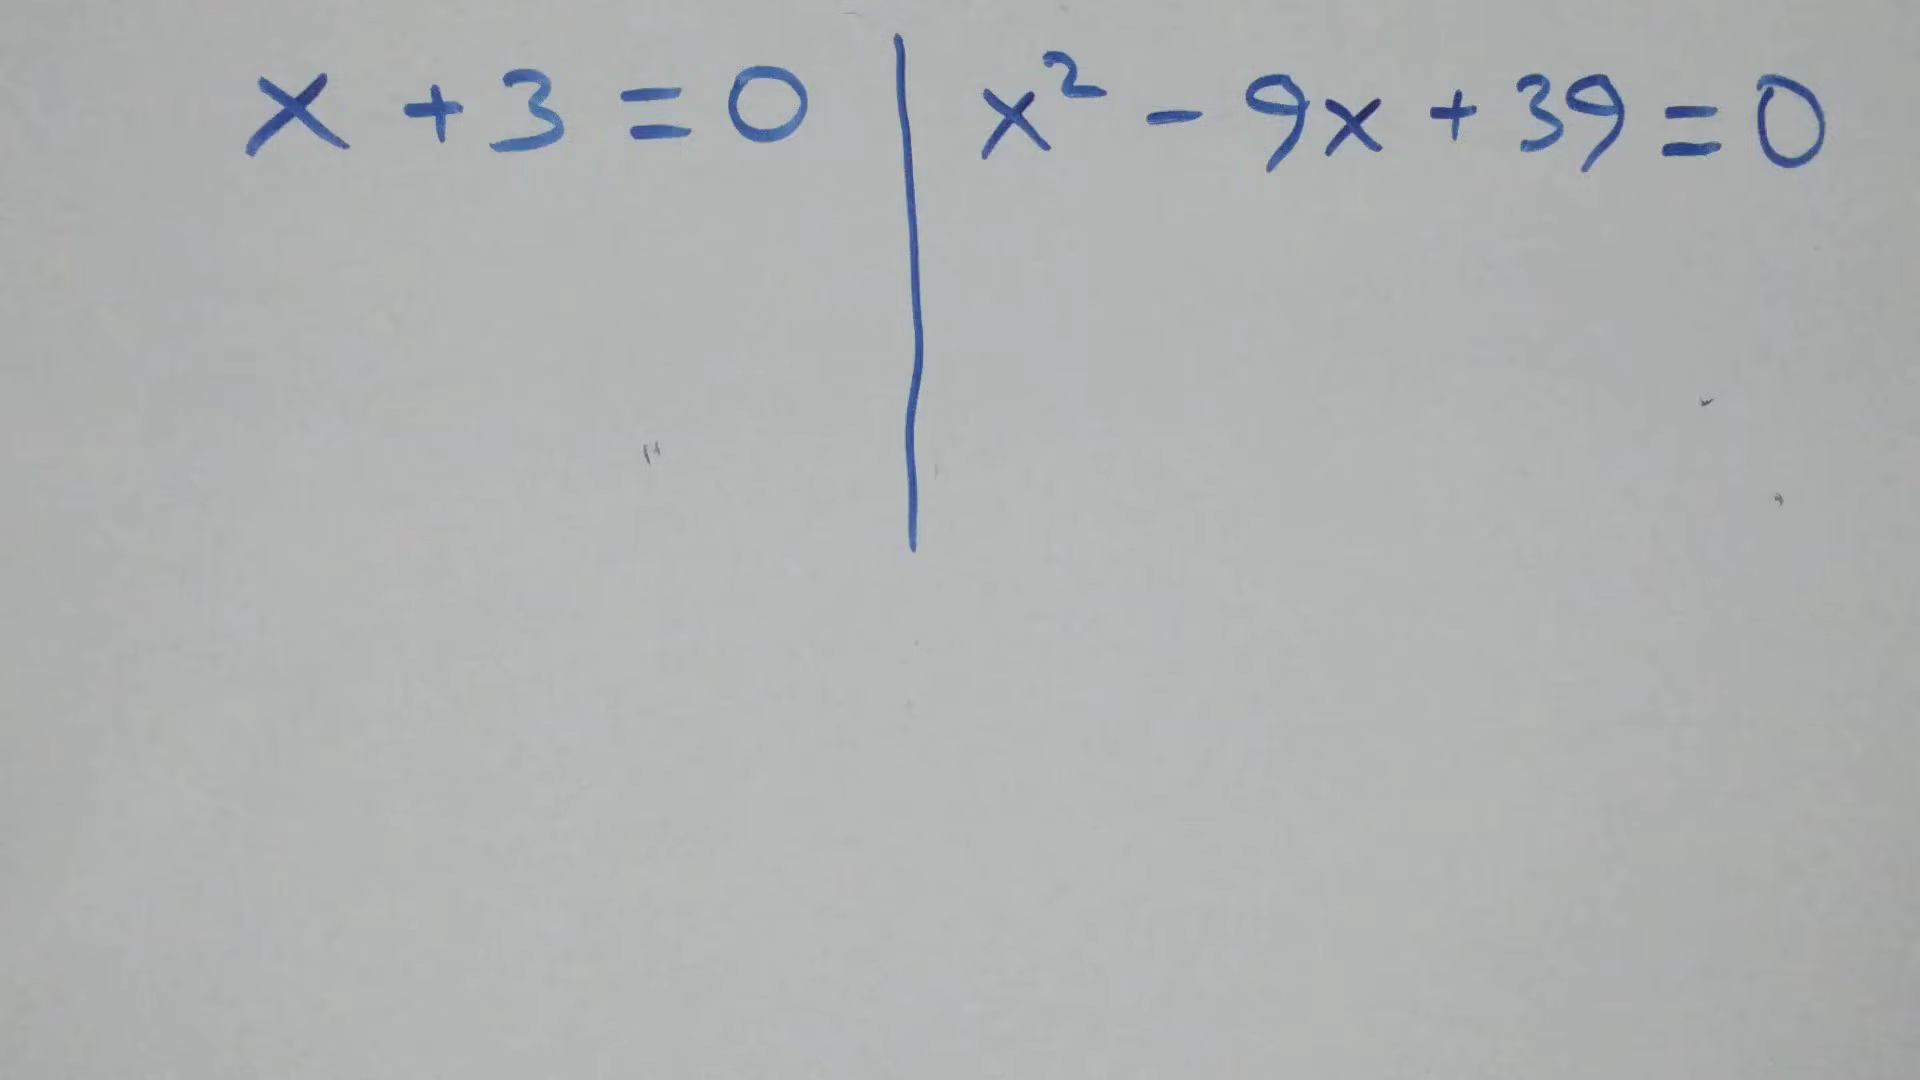 x + 3 = 0 | x² - 9x + 39 = 0